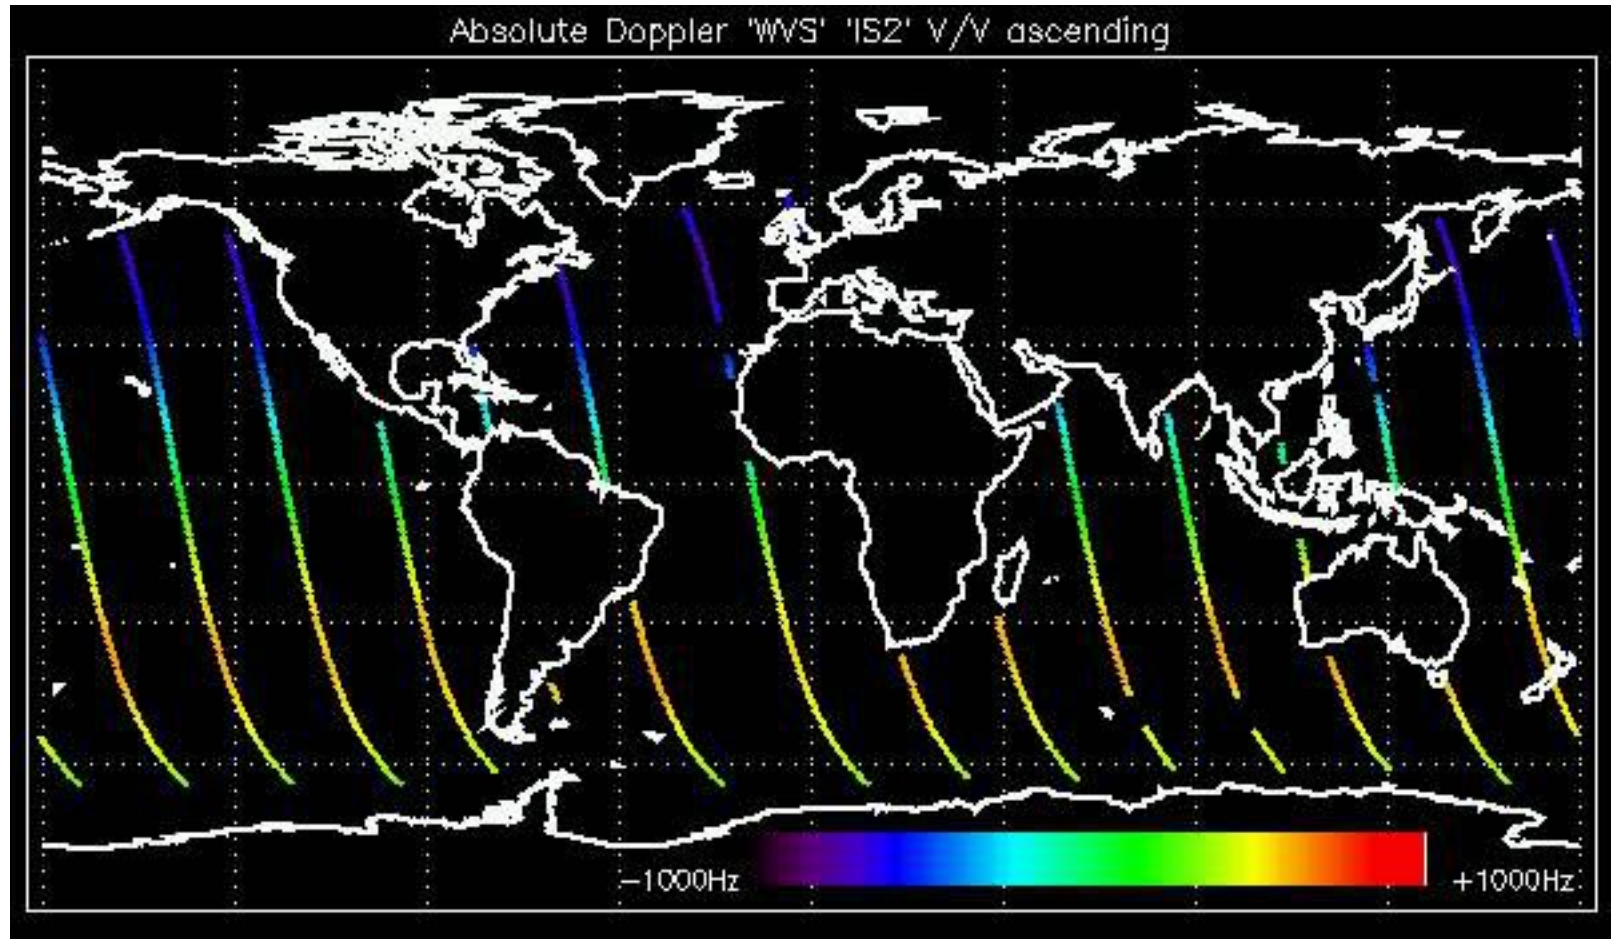 Absolute Doppler 'WVS' 'IS2' V/V ascending
−1000Hz +1000Hz